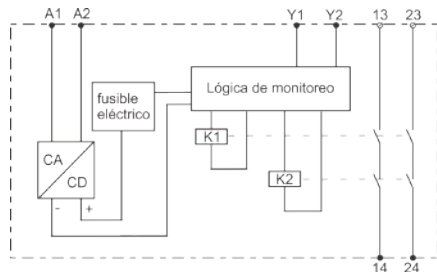 A1 A2 Y1 Y2 13 23
Lógica de monitoreo
fusible
eléctrico
K1
CA
CD
K2
- +
14 24